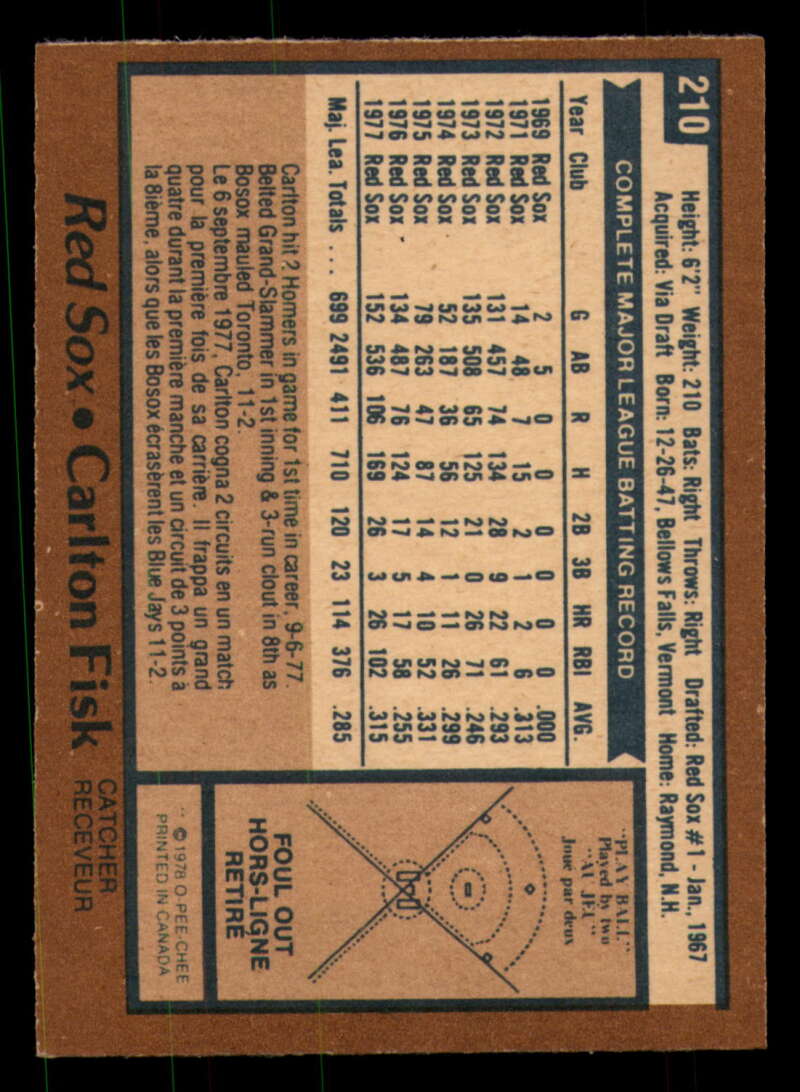 210
Height: 6'2" Weight: 210 Bats: Right Throws: Right Drafted: Red Sox #1 - Jan., 1967
Acquired: Via Draft Born: 12-26-47, Bellows Falls, Vermont Home: Raymond, N.H.
COMPLETE MAJOR LEAGUE BATTING RECORD
Year Club G AB R H 2B 3B HR RBI AVG.
1969 Red Sox 2 5 0 0 0 0 0 0 .000
1971 Red Sox 14 48 7 15 2 1 2 6 .313
1972 Red Sox 131 457 74 134 28 9 22 61 .293
1973 Red Sox 135 508 65 125 21 0 26 71 .246
1974 Red Sox 52 187 36 56 12 1 11 26 .299
1975 Red Sox 79 263 47 87 14 4 10 52 .331
1976 Red Sox 134 487 76 124 17 5 17 58 .255
1977 Red Sox 152 536 106 169 26 3 26 102 .315
Maj. Lea. Totals ... 699 2491 411 710 120 23 114 376 .285
Carlton hit 2 Homers in game for 1st time in career, 9-6-77.
Belted Grand-Slammer in 1st inning & 3-run clout in 8th as
Bosox mauled Toronto, 11-2.
Le 6 septembre 1977, Carlton cogna 2 circuits en un match
pour la première fois de sa carrière. Il frappa un grand
quatre durant la première manche et un circuit de 3 points à
la 8ième, alors que les Bosox écrasèrent les Blue Jays 11-2.
"PLAY BALL"
Played by two
"AU JEU"
Joue par deux
FOUL OUT
HORS-LIGNE
RETIRE
** © 1978 O-PEE-CHEE
PRINTED IN CANADA
Red Sox • Carlton Fisk
CATCHER
RECEVEUR